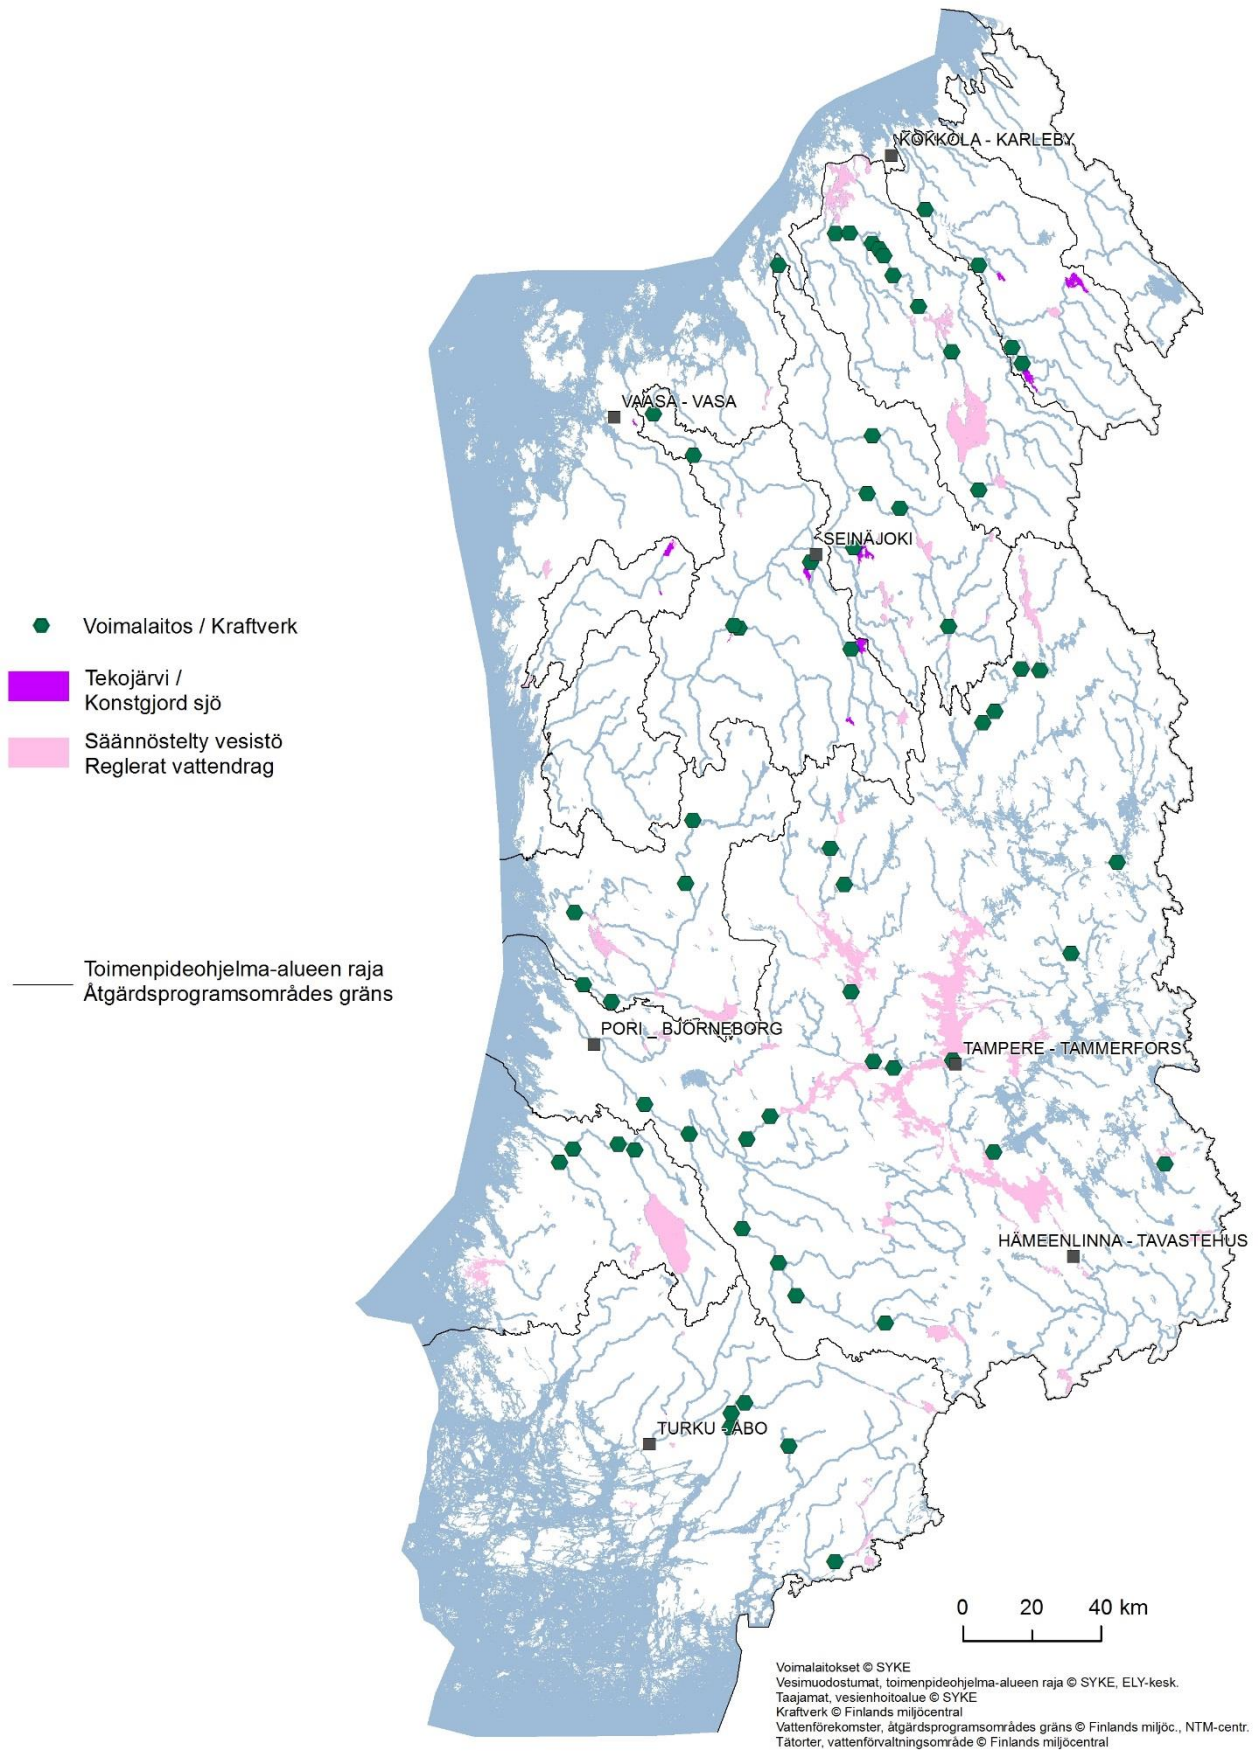 KOKKOLA - KARLEBY
VAASA - VASA
SEINÄJOKI
Voimalaitos / Kraftverk
Tekojärvi /
Konstgjord sjö
Säännöstelty vesistö
Reglerat vattendrag
Toimenpideohjelma-alueen raja
Åtgärdsprogramsområdes gräns
PORI _ BJÖRNEBORG
TAMPERE - TAMMERFORS
HÄMEENLINNA - TAVASTEHUS
TURKU - ÅBO
0 20 40 km
Voimalaitokset © SYKE
Vesimuodostumat, toimenpideohjelma-alueen raja © SYKE, ELY-kesk.
Taajamat, vesienhoitoalue © SYKE
Kraftverk © Finlands miljöcentral
Vattenförekomster, åtgärdsprogramsområdes gräns © Finlands miljöc., NTM-centr.
Tätorter, vattenförvaltningsområde © Finlands miljöcentral